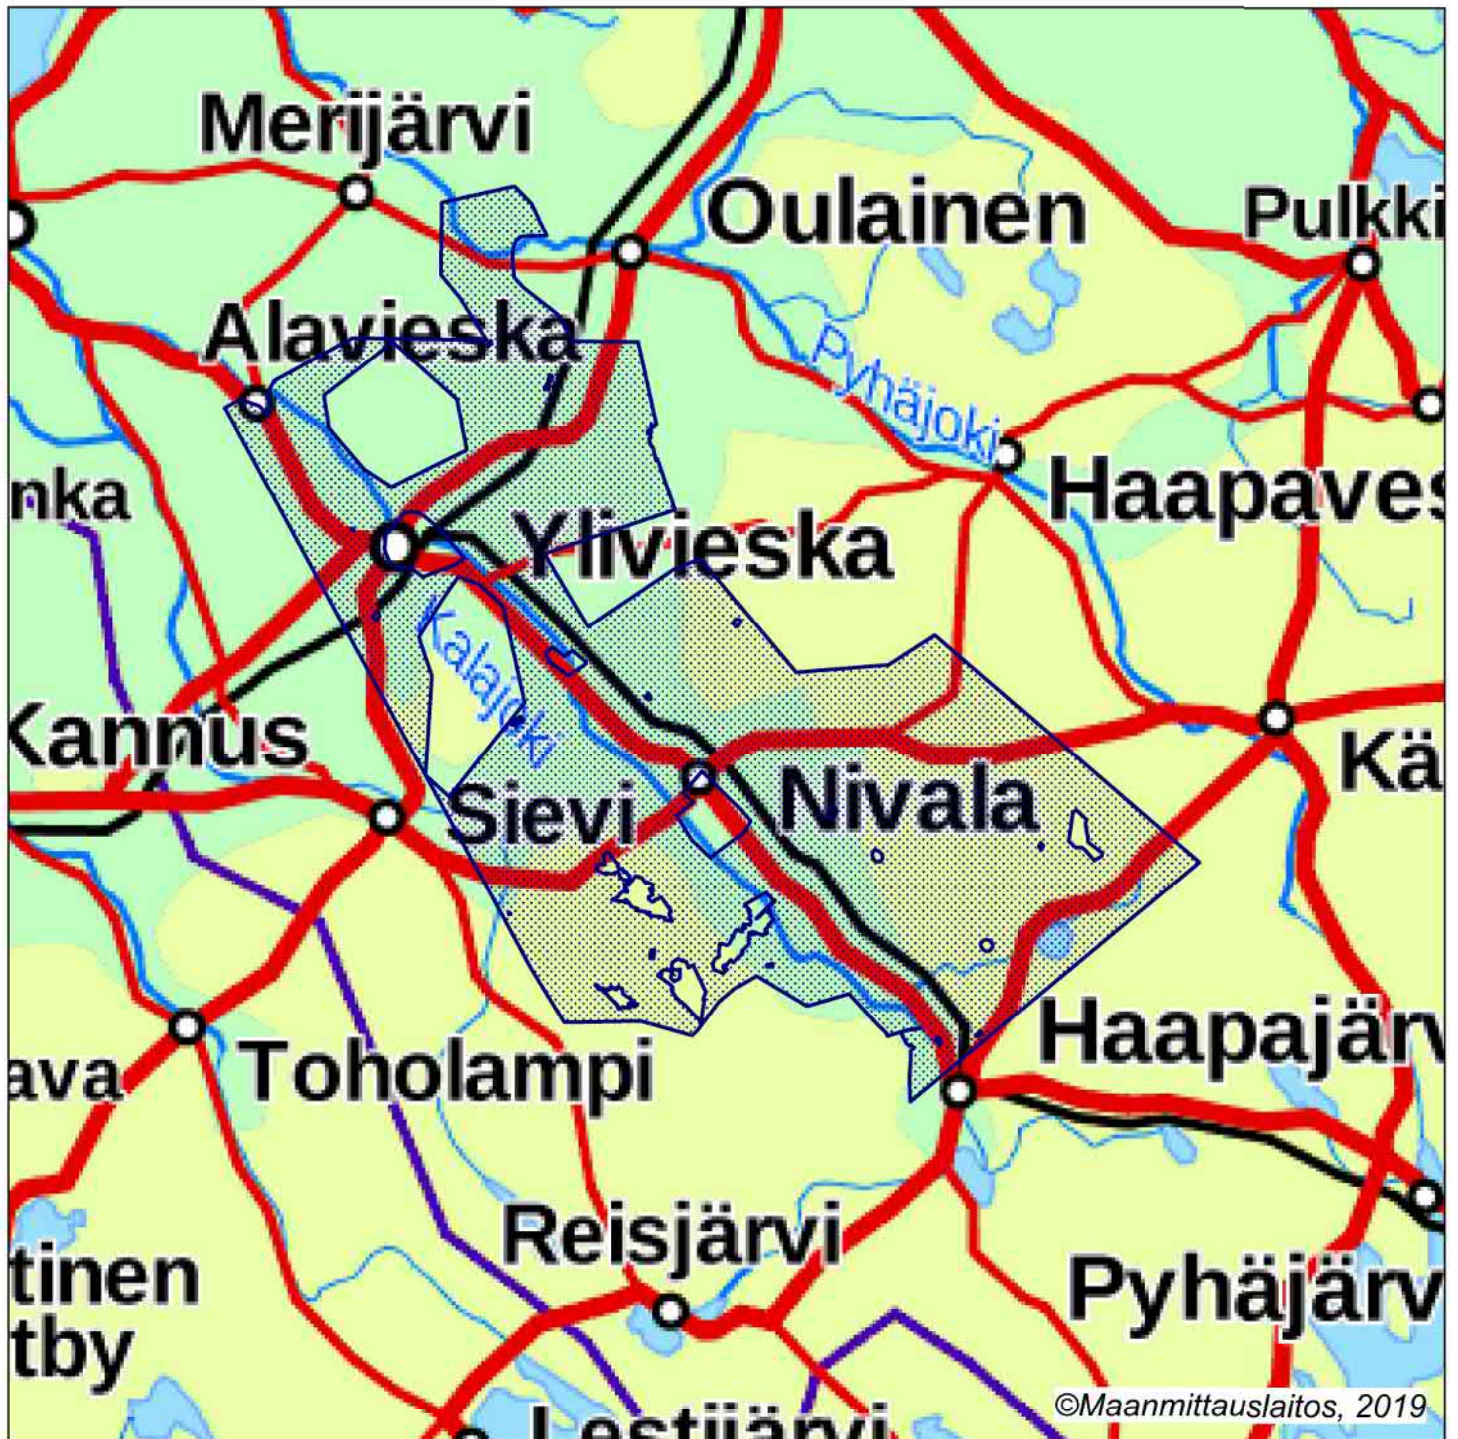 Merijärvi
Oulainen
Pulkki
Alavieska
Pyhäjoki
nka
Haapaves
Ylivieska
Kalajoki
Kannus
Kä
Sievi
Nivala
Haapajärv
ava
Toholampi
Reisjärvi
tinen
tby
Pyhäjärv
©Maanmittauslaitos, 2019
Lestijärvi